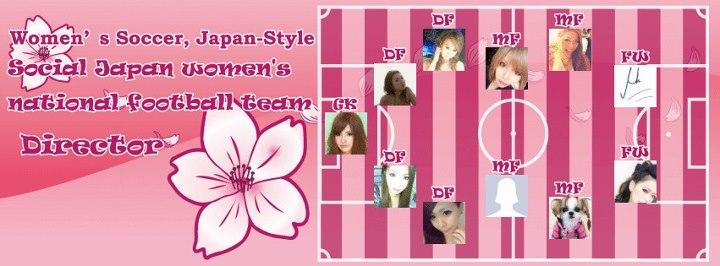 Women’s Soccer, Japan-Style
Social Japan women's
national football team
Director
DF
MF
MF
DF
FW
GK
DF
MF
FW
DF
MF